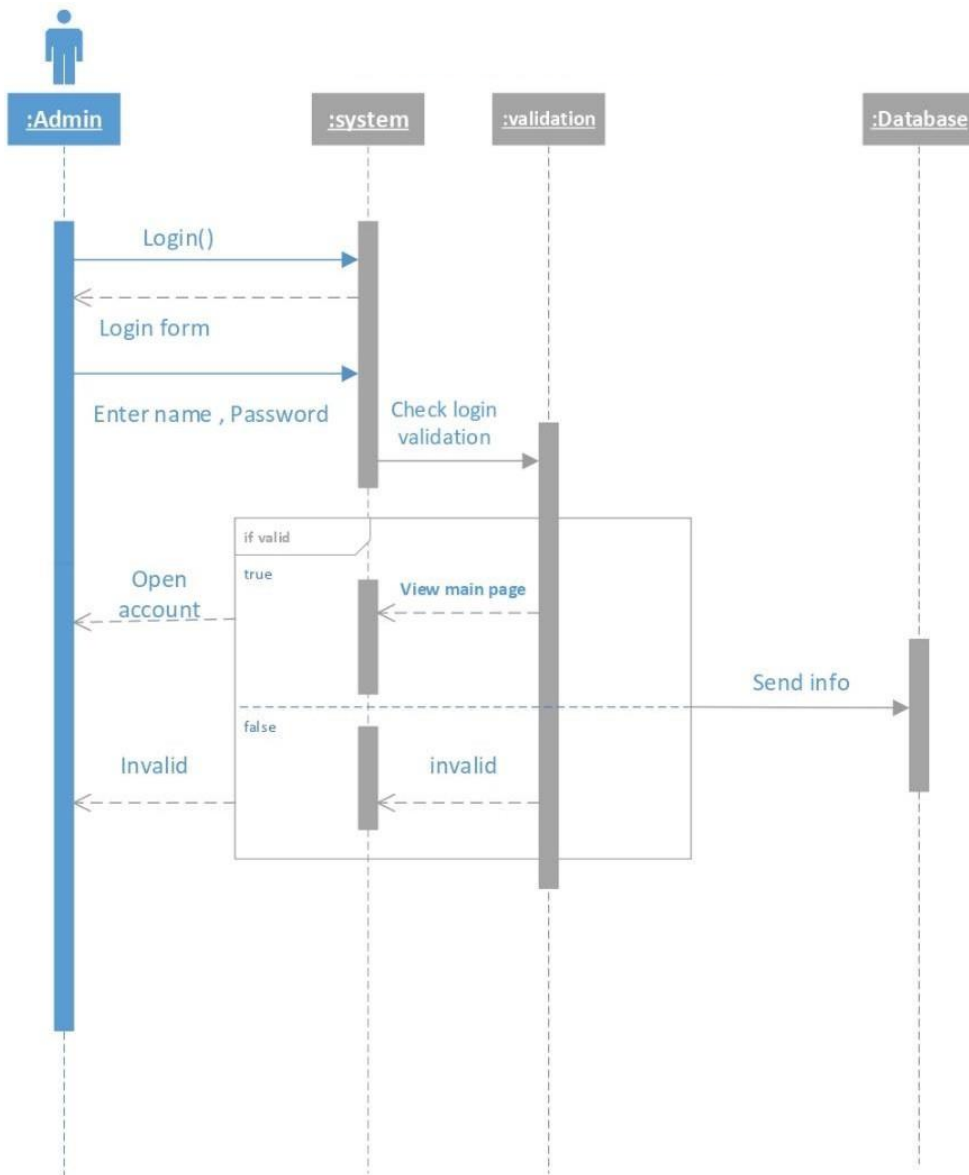 :Admin
:system
:validation
:Database
Login()
Login form
Enter name , Password
Check login
validation
if valid
true
Open
account
View main page
Send info
false
Invalid
invalid